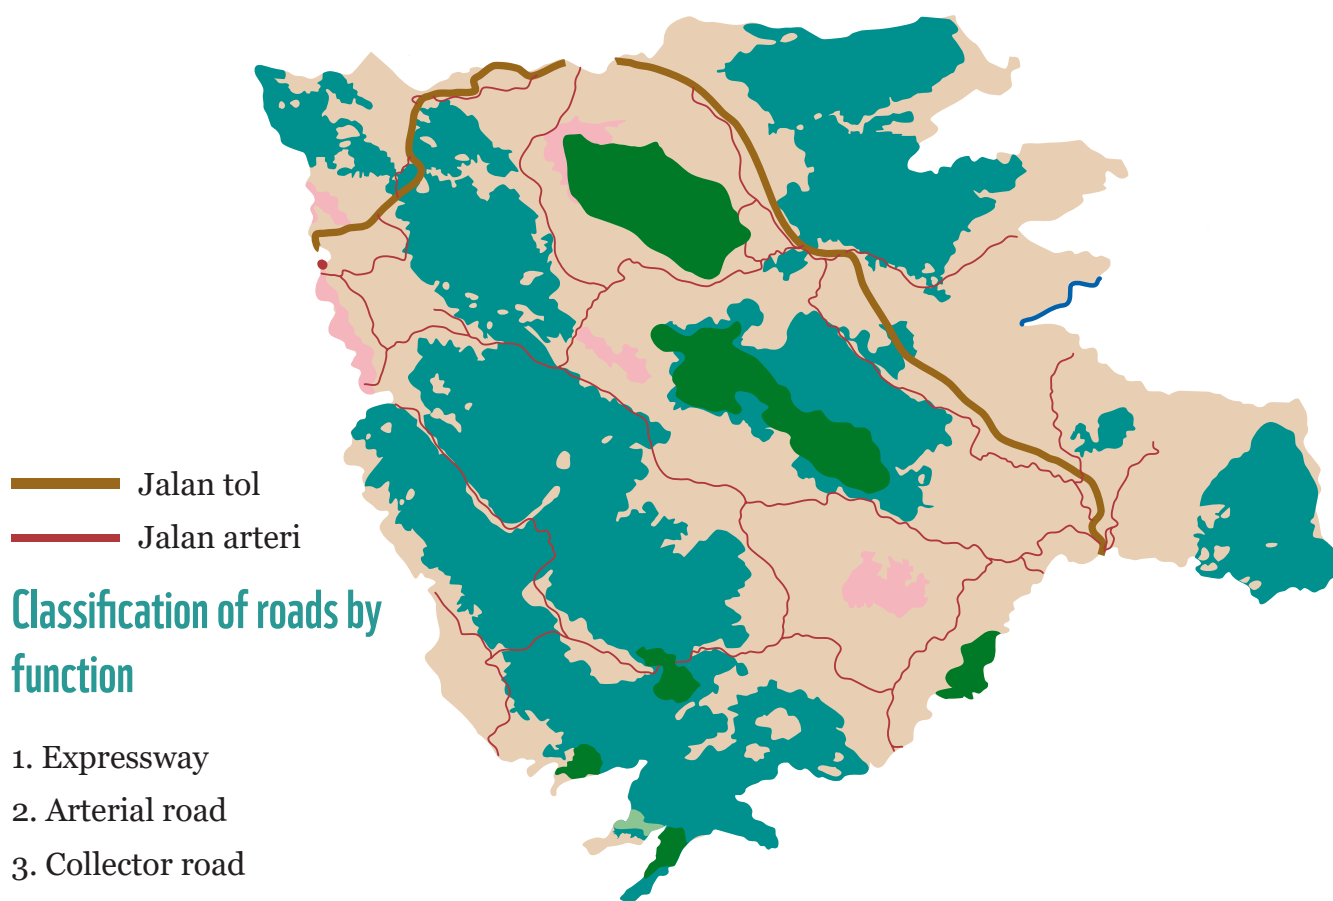 Jalan tol
Jalan arteri
Classification of roads by
function
1. Expressway
2. Arterial road
3. Collector road